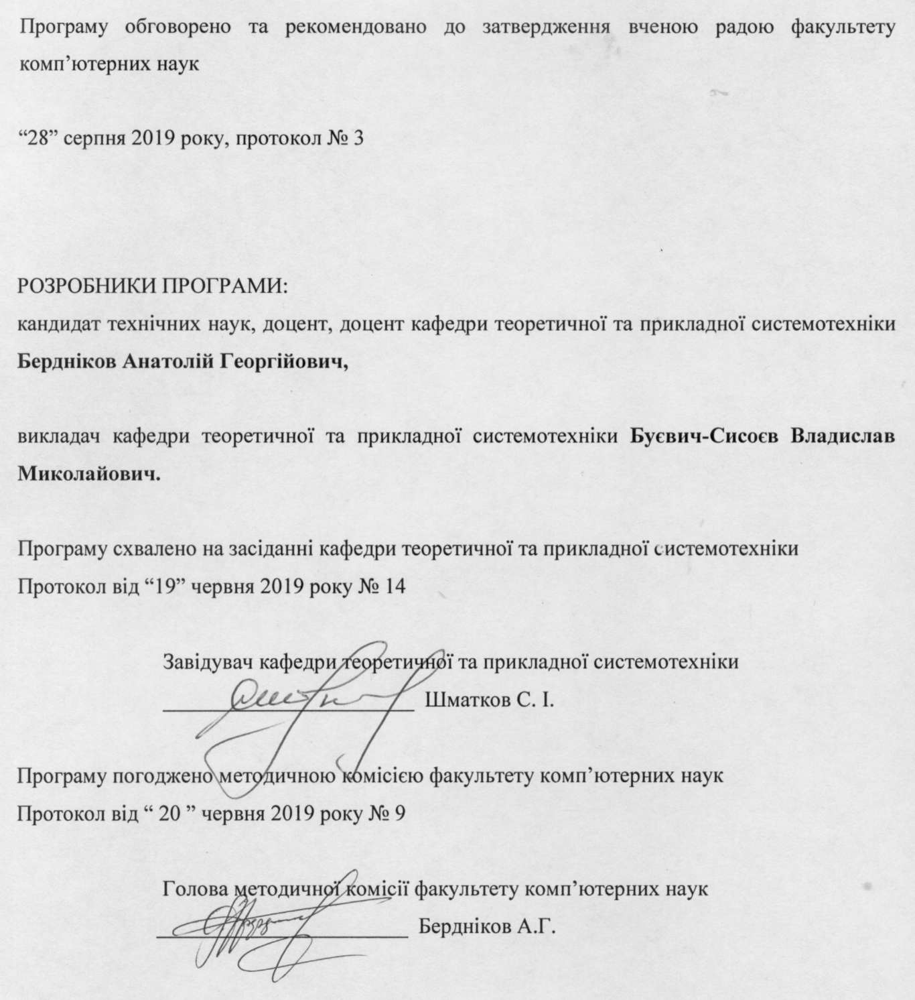 Програму обговорено та рекомендовано до затвердження вченою радою факультету
комп’ютерних наук
“28” серпня 2019 року, протокол № 3
РОЗРОБНИКИ ПРОГРАМИ:
кандидат технічних наук, доцент, доцент кафедри теоретичної та прикладної системотехніки
Бердніков Анатолій Георгійович,
викладач кафедри теоретичної та прикладної системотехніки Буєвич-Сисоєв Владислав
Миколайович.
Програму схвалено на засіданні кафедри теоретичної та прикладної системотехніки
Протокол від “19” червня 2019 року № 14
Завідувач кафедри теоретичної та прикладної системотехніки
Шматков С. І.
Програму погоджено методичною комісією факультету комп’ютерних наук
Протокол від “ 20 ” червня 2019 року № 9
Голова методичної комісії факультету комп’ютерних наук
Бердніков А.Г.